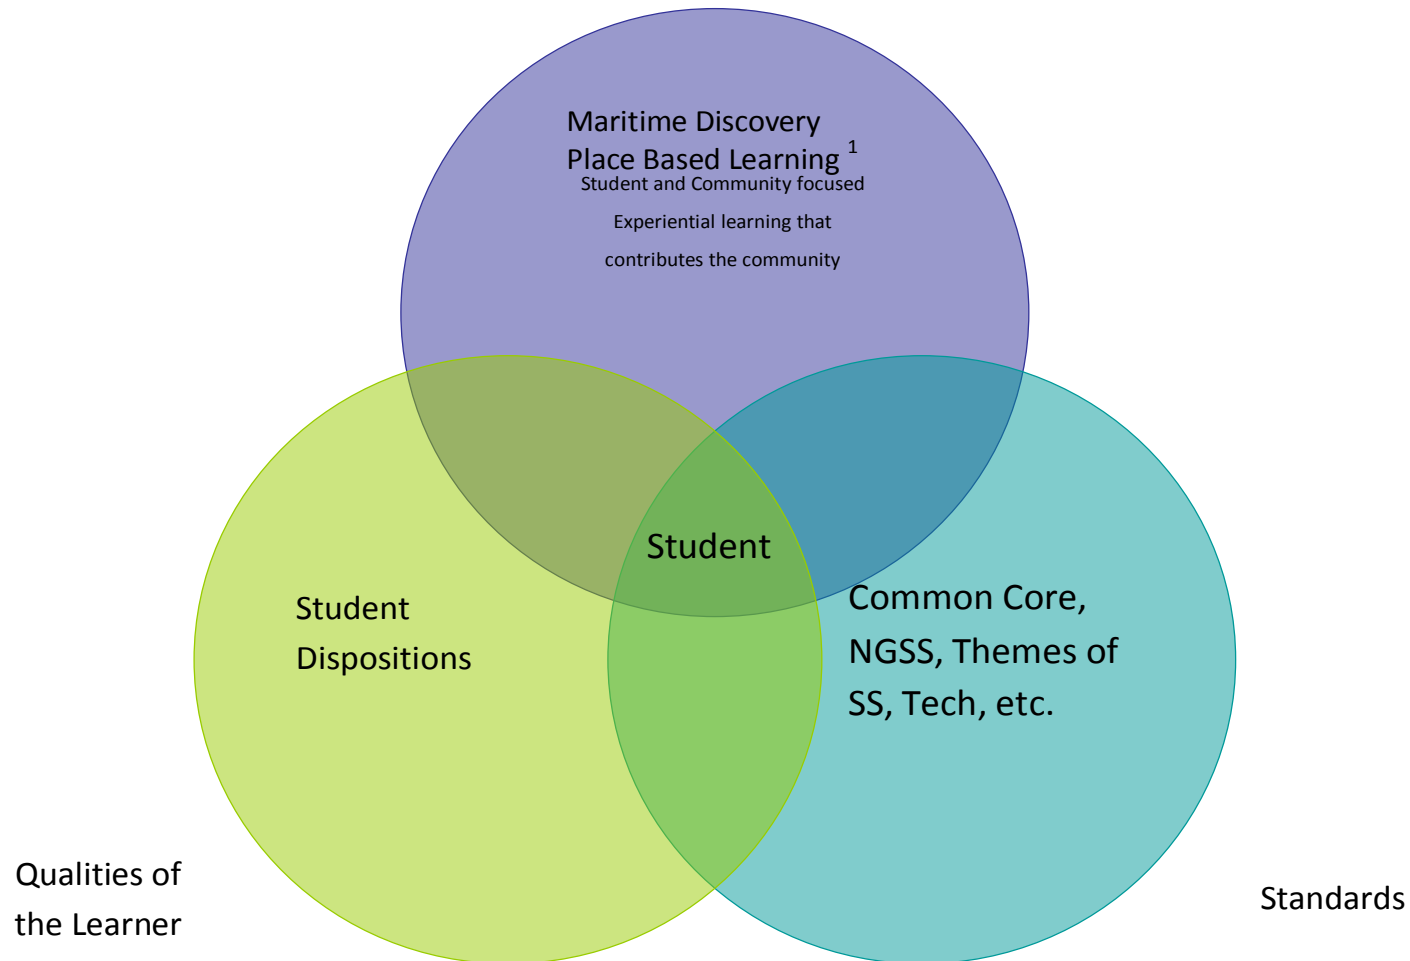 Maritime Discovery
Place Based Learning 1
Student and Community focused
Experiential learning that
contributes the community
Student
Student
Dispositions
Common Core,
NGSS, Themes of
SS, Tech, etc.
Qualities of
the Learner
Standards